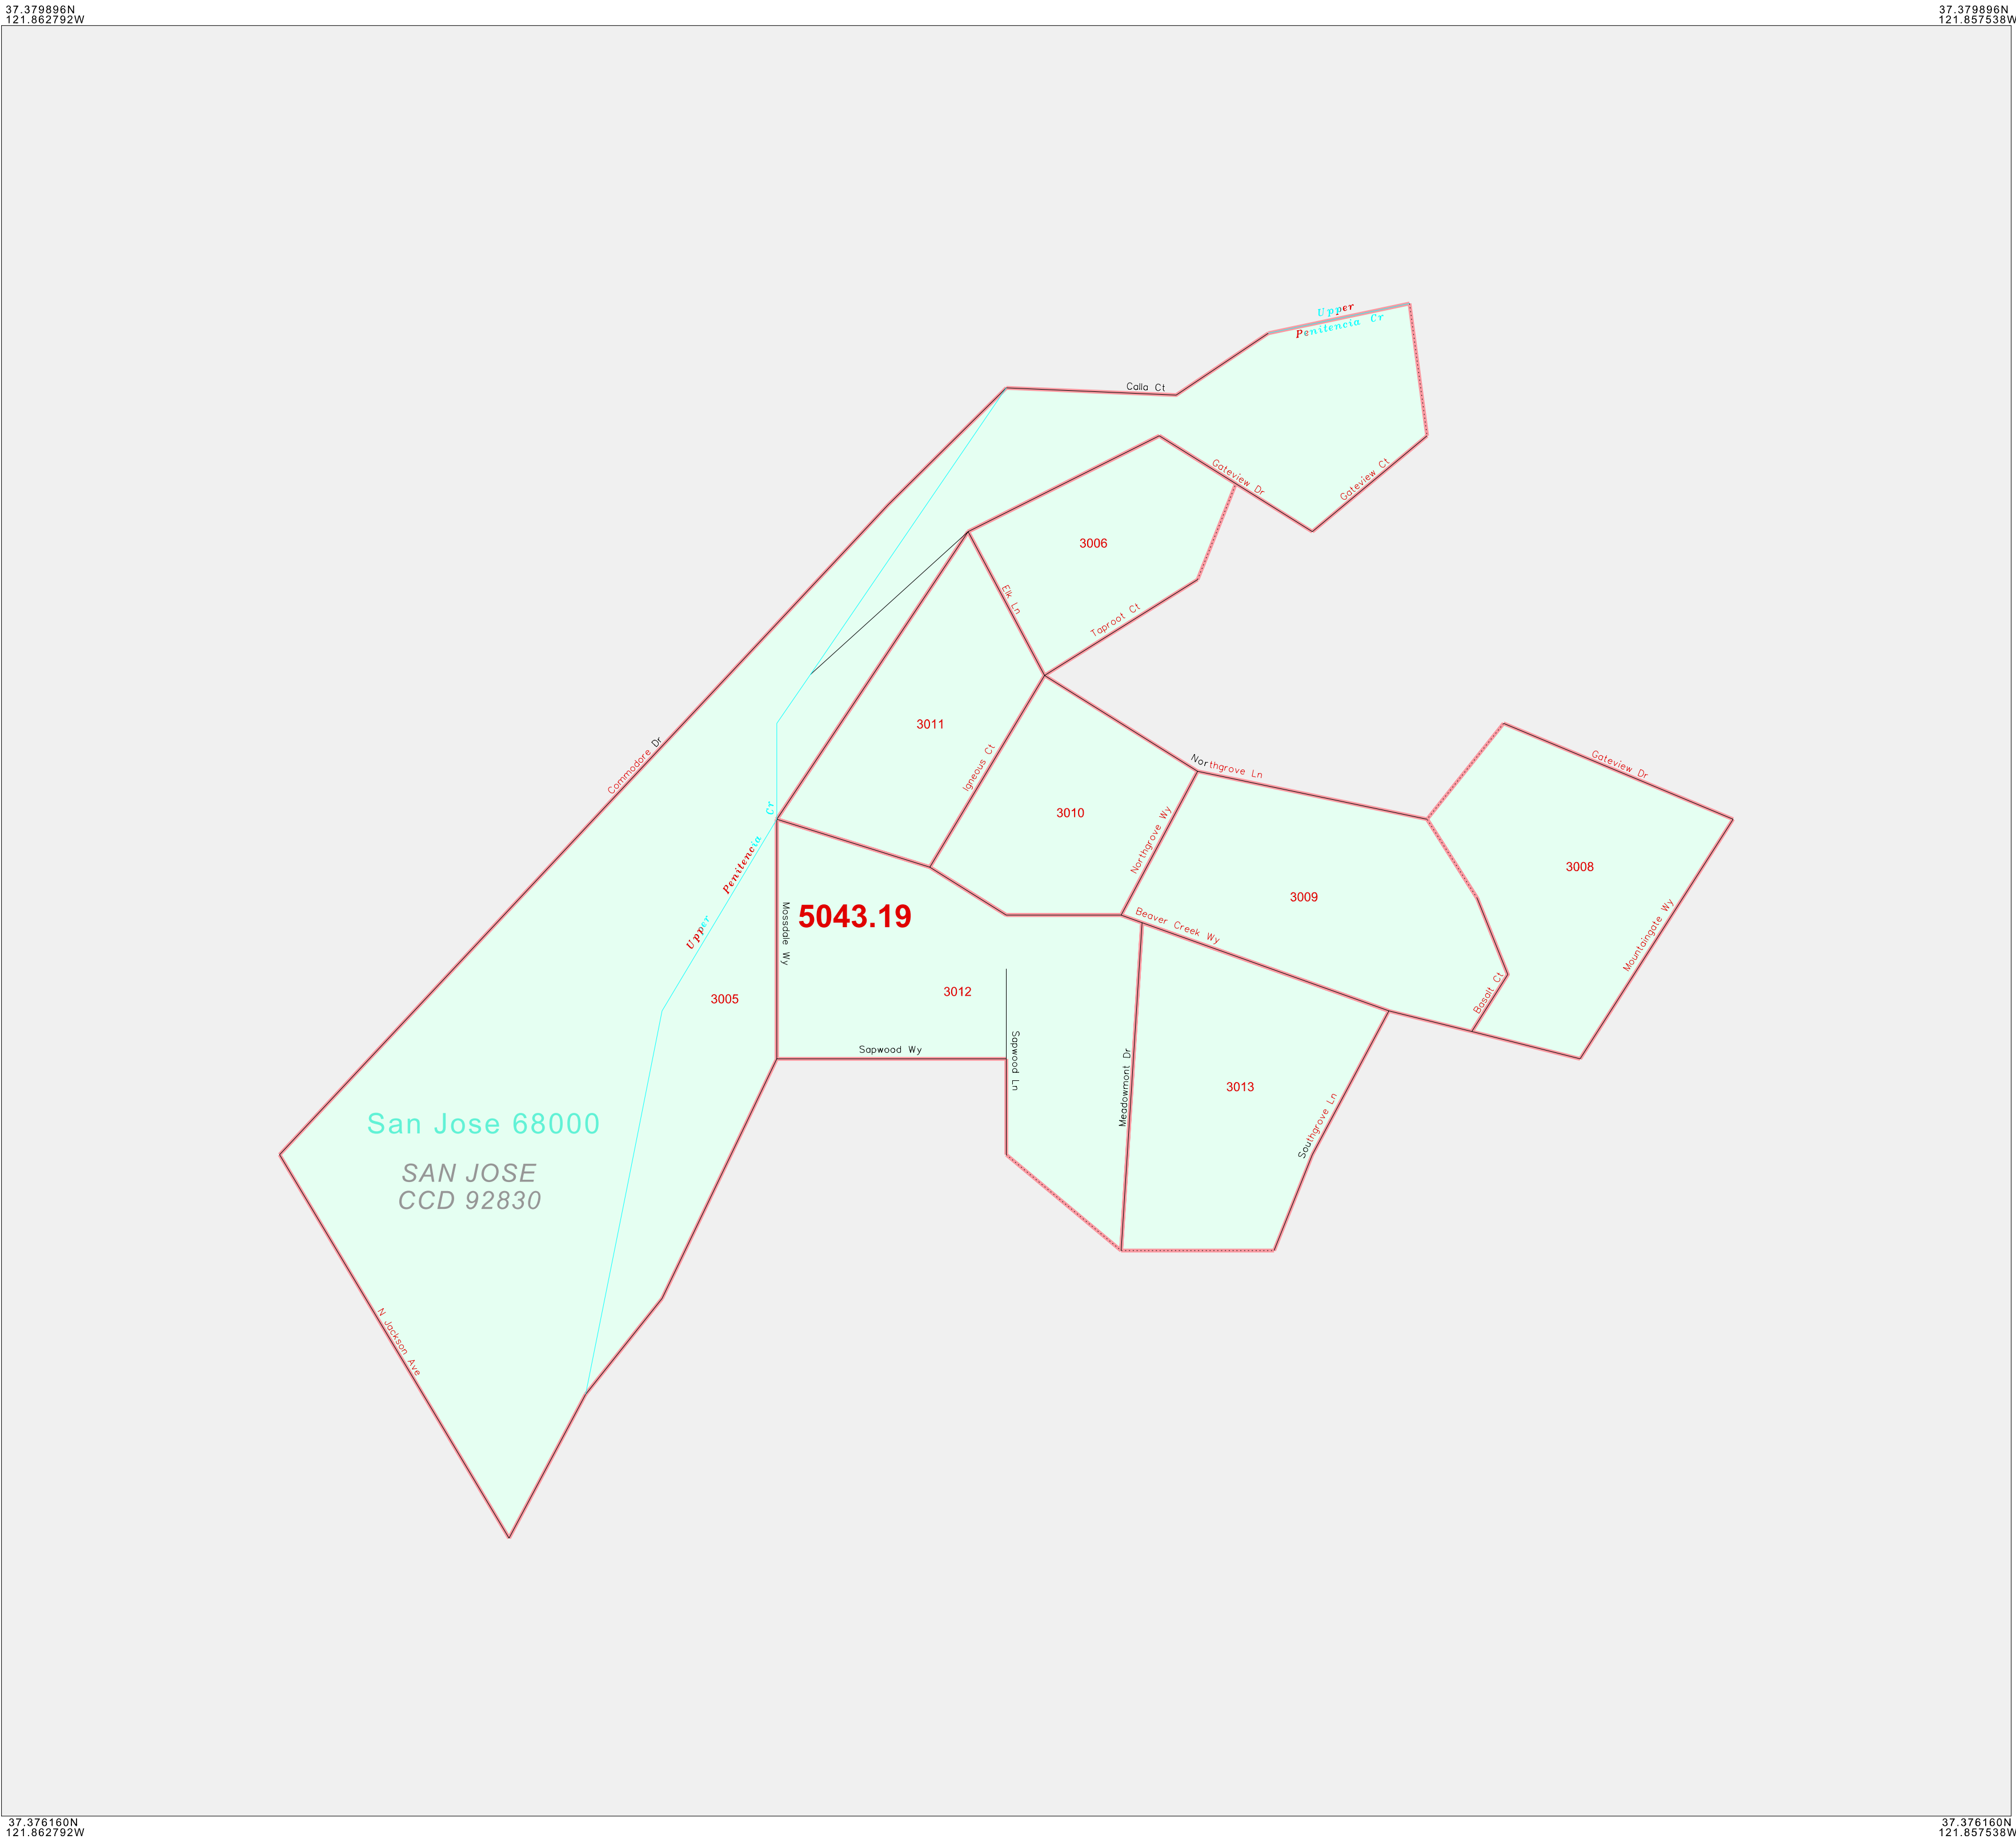 37.379896N
121.862792W
37.379896N
121.857538W
Upper
Penitencia Cr
Calla Ct
Gateview Dr
Gateview Ct
3006
Elk Ln
Taproot Ct
3011
Commodore Dr
Igneous Ct
Northgrove Ln
Gateview Dr
3010
Northgrove Wy
Upper Penitencia Cr
3008
3009
5043.19
Mossdale Wy
Beaver Creek Wy
Mountaingate Wy
3005
3012
Basalt Ct
Sapwood Wy
Sapwood Ln
Meadowmont Dr
3013
Southgrove Ln
San Jose 68000
SAN JOSE
CCD 92830
N Jackson Ave
37.376160N
121.862792W
37.376160N
121.857538W